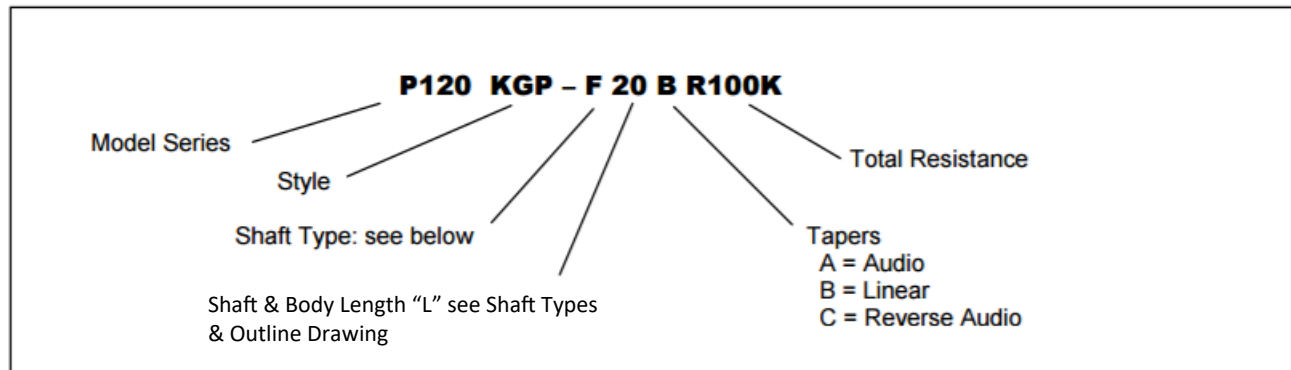 P120 KGP – F 20 B R100K
Model Series
Total Resistance
Style
Shaft Type: see below
Tapers
A = Audio
B = Linear
C = Reverse Audio
Shaft & Body Length “L” see Shaft Types
& Outline Drawing